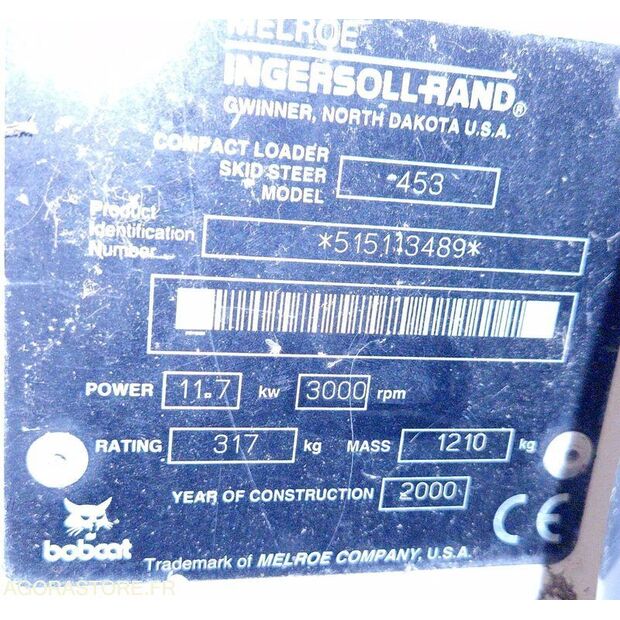 MELROE
INGERSOLL-RAND®
GWINNER, NORTH DAKOTA U.S.A.
COMPACT LOADER
SKID STEER
MODEL 453
Product
Identification
Number *515113489*
POWER 11.7 kw 3000 rpm
RATING 317 kg MASS 1210 kg
YEAR OF CONSTRUCTION 2000
CE
bobcat
Trademark of MELROE COMPANY, U.S.A.
AGORASTORE.FR